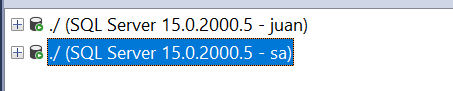 ./ (SQL Server 15.0.2000.5 - juan)
./ (SQL Server 15.0.2000.5 - sa)